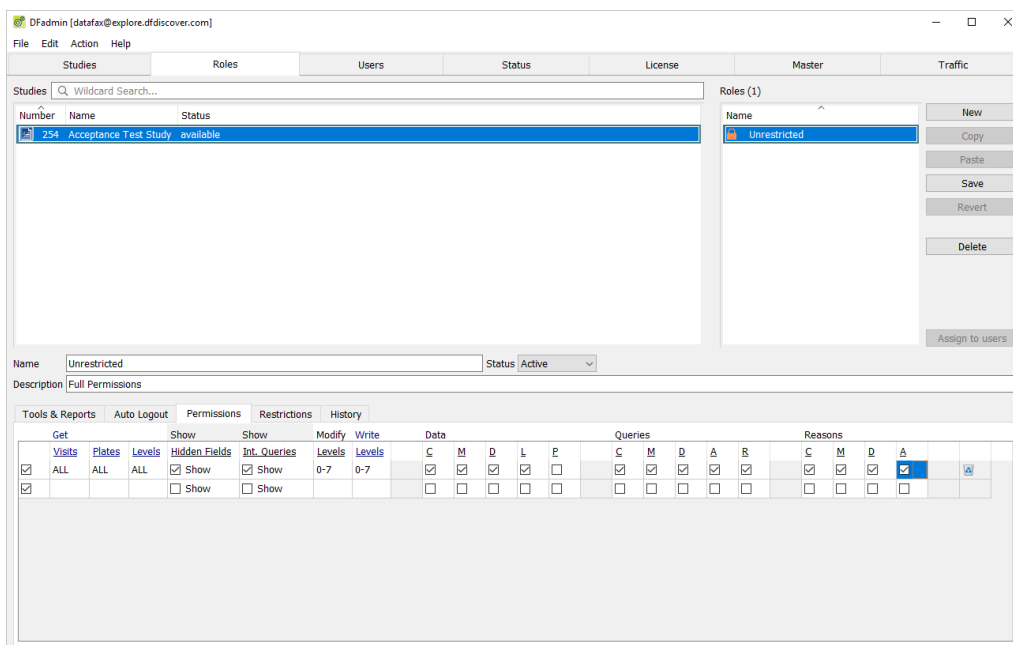 DFadmin [datafax@explore.dfdiscover.com]
File Edit Action Help
Studies Roles Users Status License Master Traffic
Studies Wildcard Search... Roles (1)
Number Name Status Name New
254 Acceptance Test Study available Unrestricted Copy
Paste
Save
Revert
Delete
Assign to users
Name Unrestricted Status Active
Description Full Permissions
Tools & Reports Auto Logout Permissions Restrictions History
Get Show Show Modify Write Data Queries Reasons
Visits Plates Levels Hidden Fields Int. Queries Levels Levels C M D L P C M D A R C M D A
ALL ALL ALL Show Show 0-7 0-7
Show Show